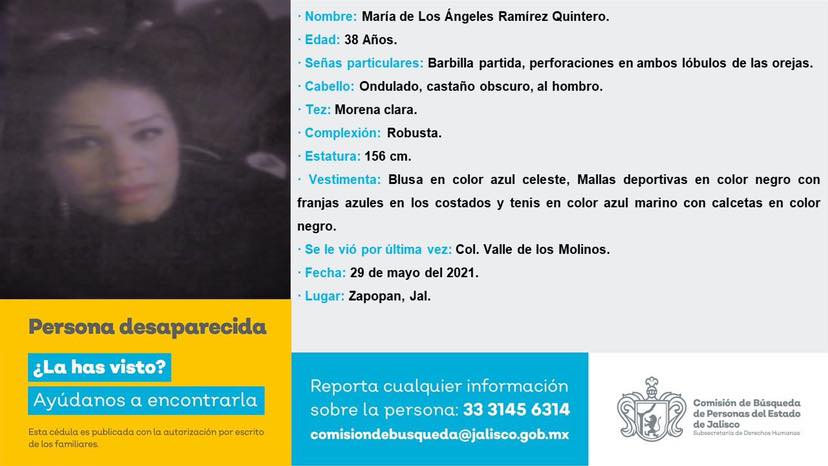 · Nombre: María de Los Ángeles Ramírez Quintero.
· Edad: 38 Años.
· Señas particulares: Barbilla partida, perforaciones en ambos lóbulos de las orejas.
· Cabello: Ondulado, castaño obscuro, al hombro.
· Tez: Morena clara.
· Complexión: Robusta.
· Estatura: 156 cm.
· Vestimenta: Blusa en color azul celeste, Mallas deportivas en color negro con
franjas azules en los costados y tenis en color azul marino con calcetas en color
negro.
· Se le vió por última vez: Col. Valle de los Molinos.
· Fecha: 29 de mayo del 2021.
· Lugar: Zapopan, Jal.
Persona desaparecida
¿La has visto?
Ayúdanos a encontrarla
Esta cédula es publicada con la autorización por escrito
de los familiares.
Reporta cualquier información
sobre la persona: 33 3145 6314
comisiondebusqueda@jalisco.gob.mx
Comisión de Búsqueda
de Personas del Estado
de Jalisco
Subsecretaría de Derechos Humanos